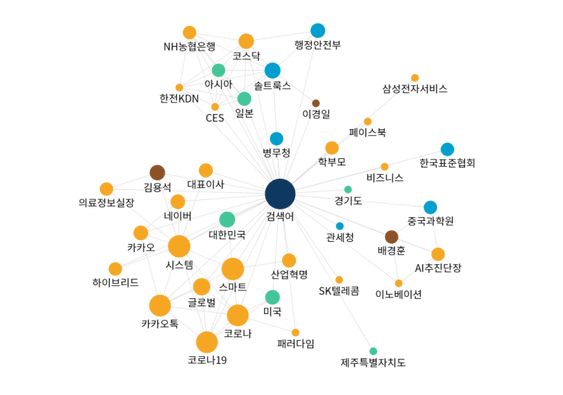 NH농협은행
코스닥
행정안전부
아시아
솔트룩스
삼성전자서비스
한전KDN
일본
이경일
CES
페이스북
병무청
학부모
한국표준협회
비즈니스
김용석
대표이사
의료정보실장
경기도
네이버
검색어
중국과학원
대한민국
관세청
카카오
배경훈
시스템
AI추진단장
하이브리드
스마트
산업혁명
글로벌
SK텔레콤
이노베이션
미국
카카오톡
코로나
패러다임
코로나19
제주특별자치도